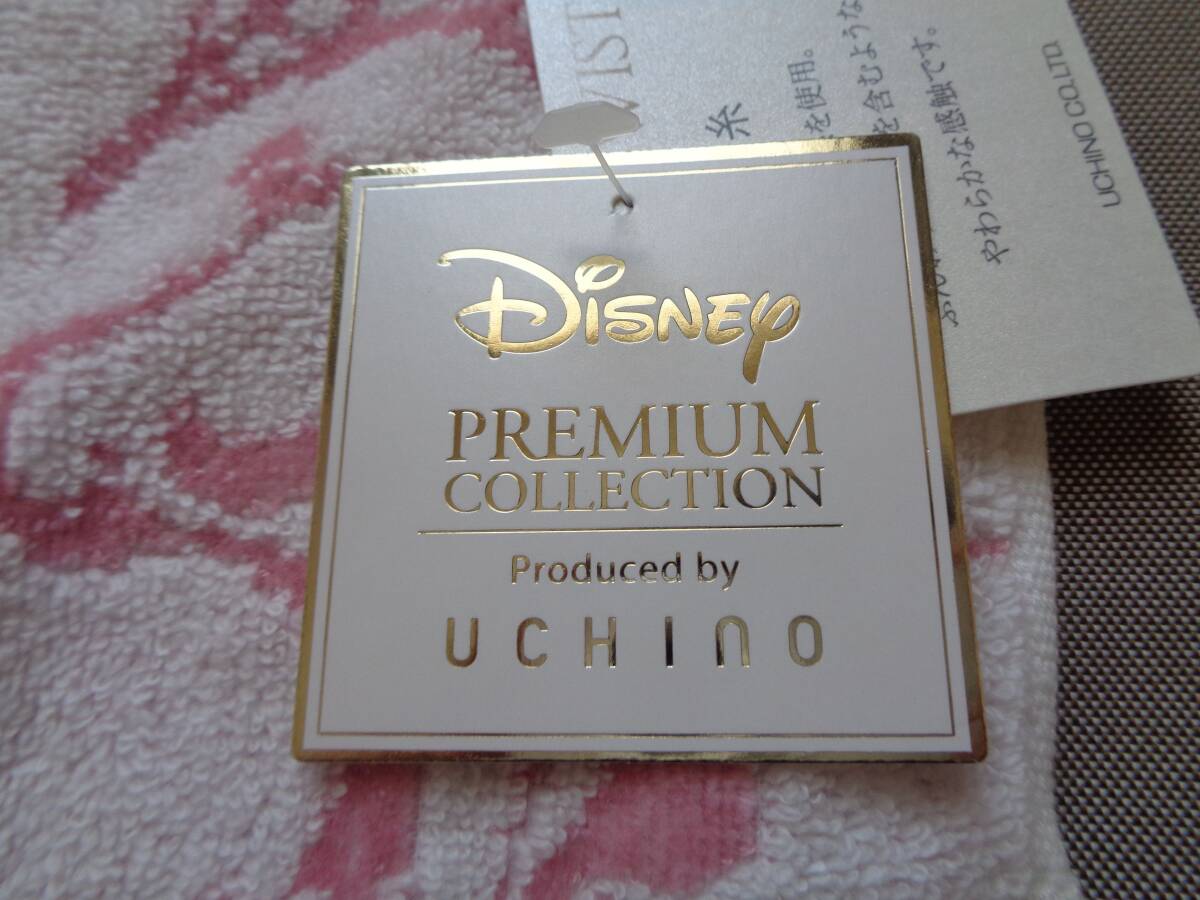 Disney
PREMIUM
COLLECTION
Produced by
UCHINO
WIST
糸
を使用。
を含むような
やわらかな感触です。
UCHINO CO.LTD.